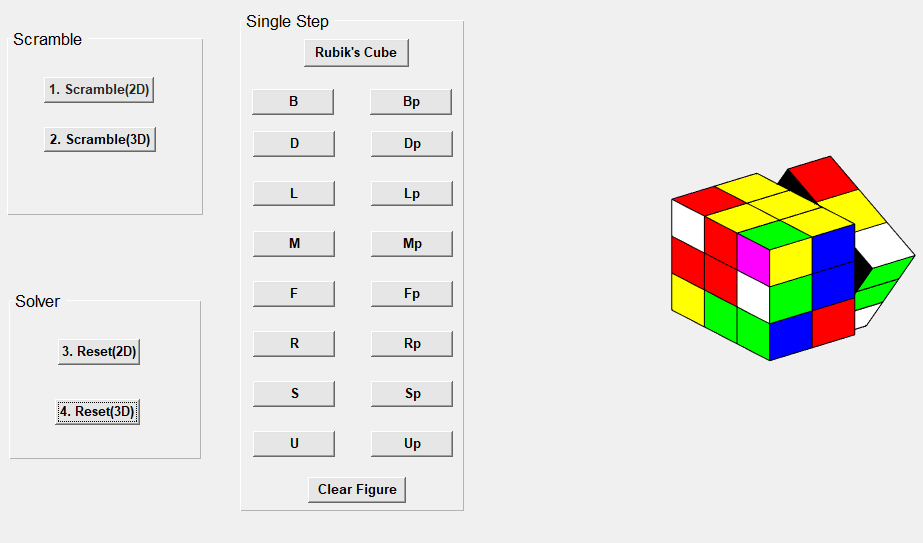 Scramble
1. Scramble(2D)
2. Scramble(3D)
Solver
3. Reset(2D)
4. Reset(3D)
Single Step
Rubik's Cube
B Bp
D Dp
L Lp
M Mp
F Fp
R Rp
S Sp
U Up
Clear Figure